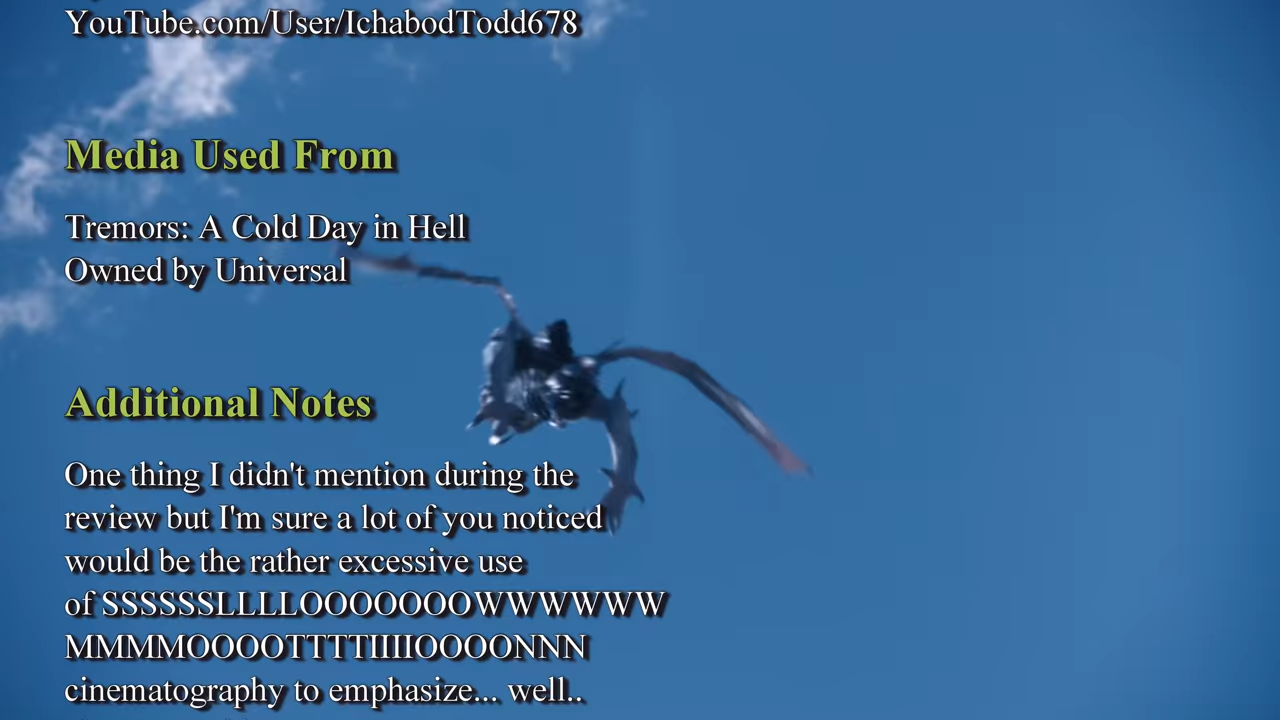 YouTube.com/User/IchabodTodd678
Media Used From
Tremors: A Cold Day in Hell
Owned by Universal
Additional Notes
One thing I didn't mention during the
review but I'm sure a lot of you noticed
would be the rather excessive use
of SSSSSSLLLLOOOOOOOWWWWWW
MMMMOOOOTTTTIIIIOOOONNN
cinematography to emphasize... well..